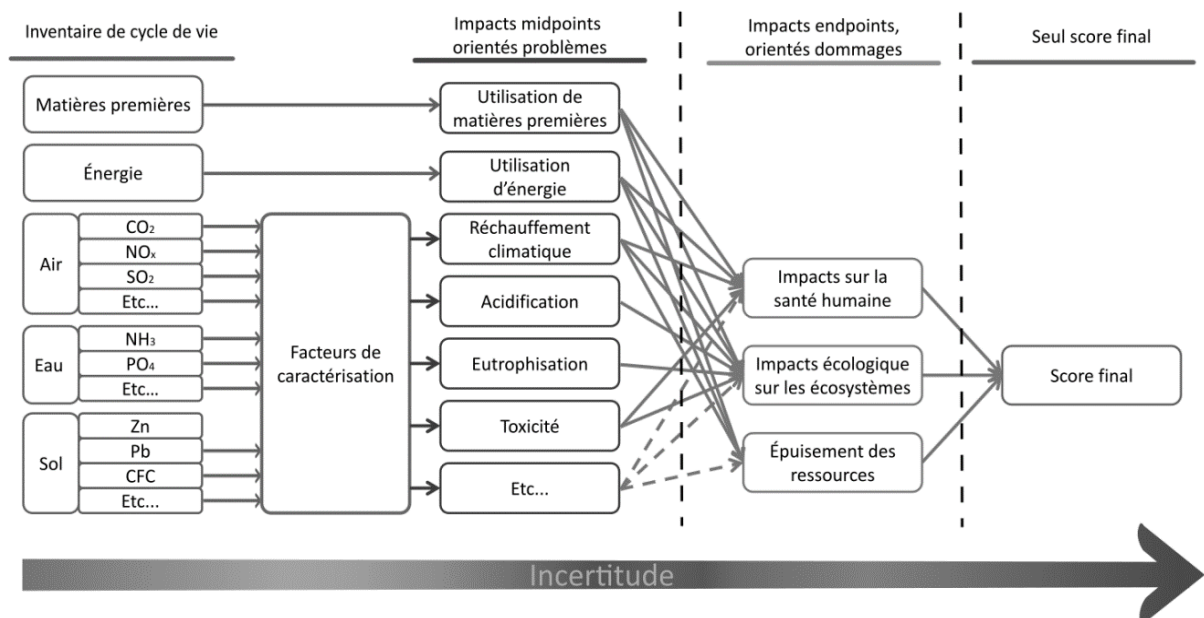 Inventaire de cycle de vie
Impacts midpoints
orientés problèmes
Impacts endpoints,
orientés dommages
Seul score final
Matières premières
Énergie
Air
CO₂
NOₓ
SO₂
Etc...
Eau
NH₃
PO₄
Etc...
Sol
Zn
Pb
CFC
Etc...
Facteurs de
caractérisation
Utilisation de
matières premières
Utilisation
d’énergie
Réchauffement
climatique
Acidification
Eutrophisation
Toxicité
Etc...
Impacts sur la
santé humaine
Impacts écologique
sur les écosystèmes
Épuisement des
ressources
Score final
Incertitude